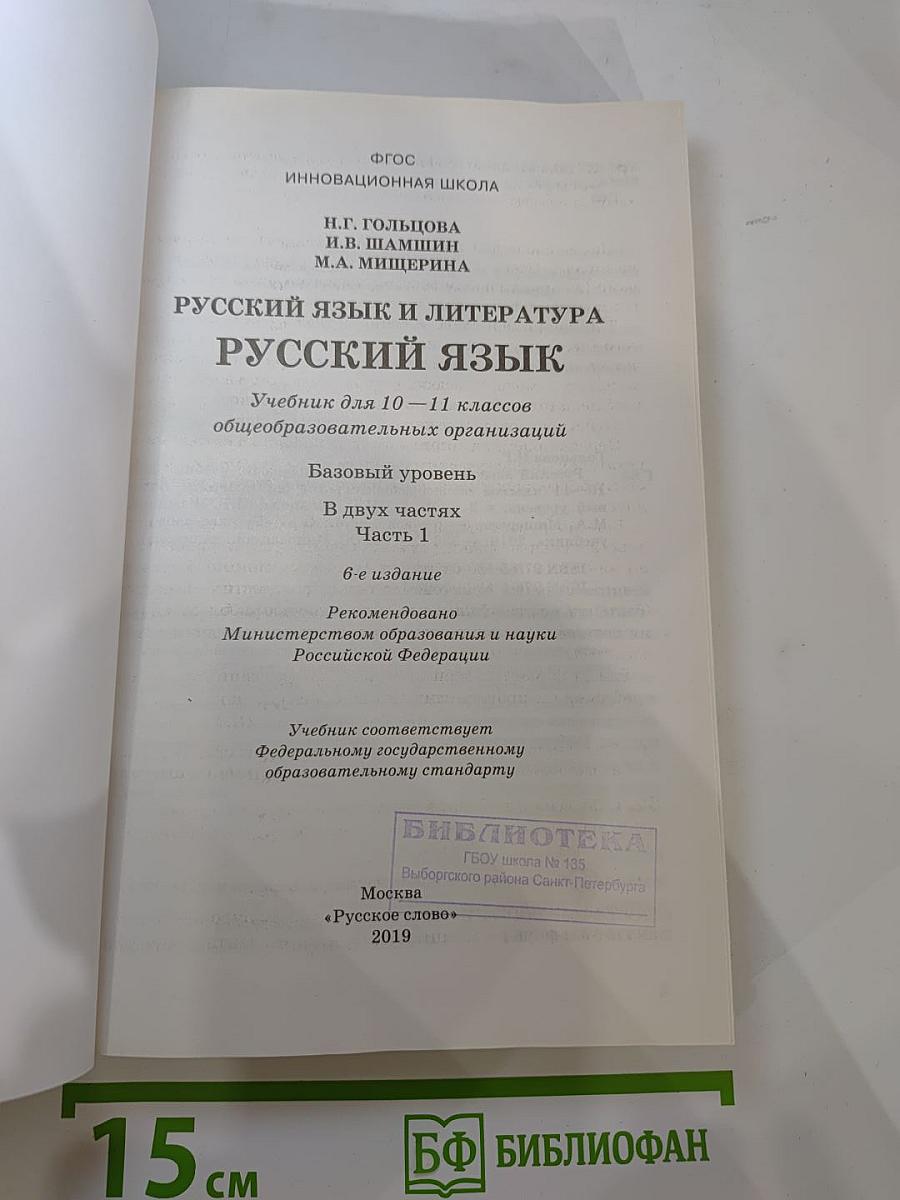 ФГОС
ИННОВАЦИОННАЯ ШКОЛА
Н.Г. ГОЛЬЦОВА
И.В. ШАМШИН
М.А. МИЩЕРИНА
РУССКИЙ ЯЗЫК И ЛИТЕРАТУРА
РУССКИЙ ЯЗЫК
Учебник для 10 — 11 классов
общеобразовательных организаций
Базовый уровень
В двух частях
Часть 1
6-е издание
Рекомендовано
Министерством образования и науки
Российской Федерации
Учебник соответствует
Федеральному государственному
образовательному стандарту
БИБЛИОТЕКА
ГБОУ школа № 135
Выборгского района Санкт-Петербурга
Москва
«Русское слово»
2019
15 см
БФ БИБЛИОФАН